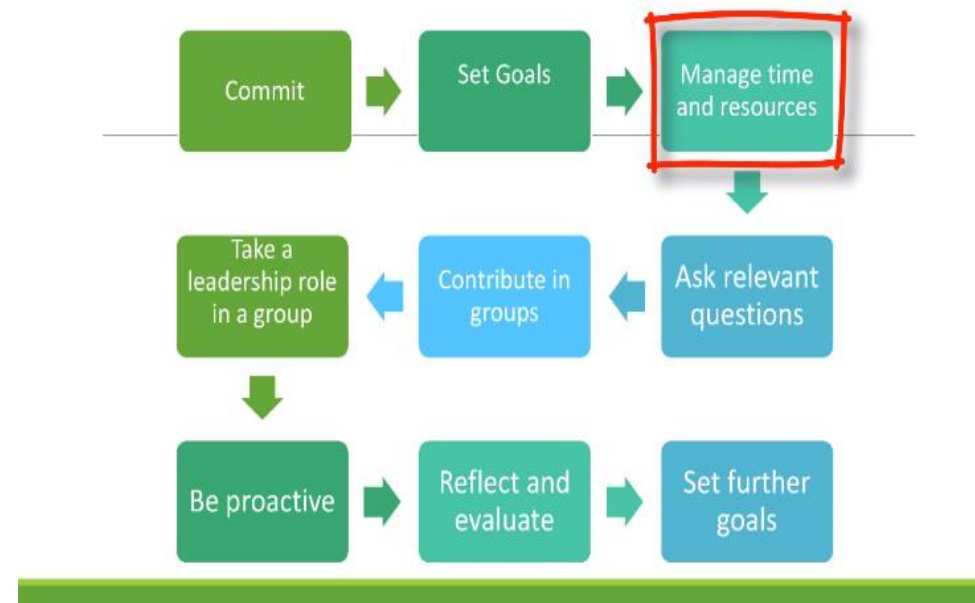 Commit
Set Goals
Manage time
and resources
Ask relevant
questions
Contribute in
groups
Take a
leadership role
in a group
Be proactive
Reflect and
evaluate
Set further
goals